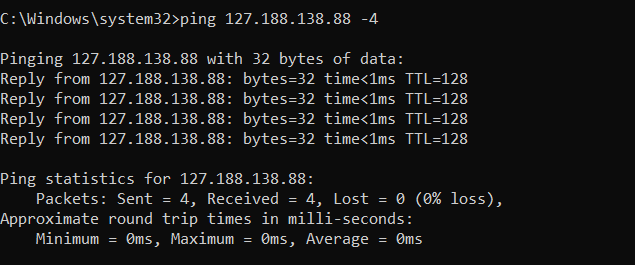 C:\Windows\system32>ping 127.188.138.88 -4
Pinging 127.188.138.88 with 32 bytes of data:
Reply from 127.188.138.88: bytes=32 time<1ms TTL=128
Reply from 127.188.138.88: bytes=32 time<1ms TTL=128
Reply from 127.188.138.88: bytes=32 time<1ms TTL=128
Reply from 127.188.138.88: bytes=32 time<1ms TTL=128
Ping statistics for 127.188.138.88:
Packets: Sent = 4, Received = 4, Lost = 0 (0% loss),
Approximate round trip times in milli-seconds:
Minimum = 0ms, Maximum = 0ms, Average = 0ms